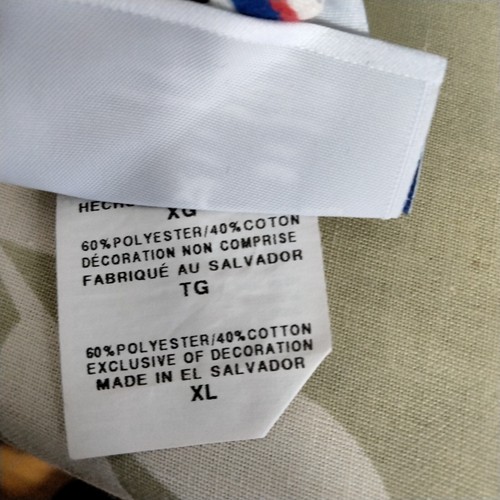 XG
60%POLYESTER/40%COTON
DÉCORATION NON COMPRISE
FABRIQUÉ AU SALVADOR
TG
60%POLYESTER/40%COTTON
EXCLUSIVE OF DECORATION
MADE IN EL SALVADOR
XL